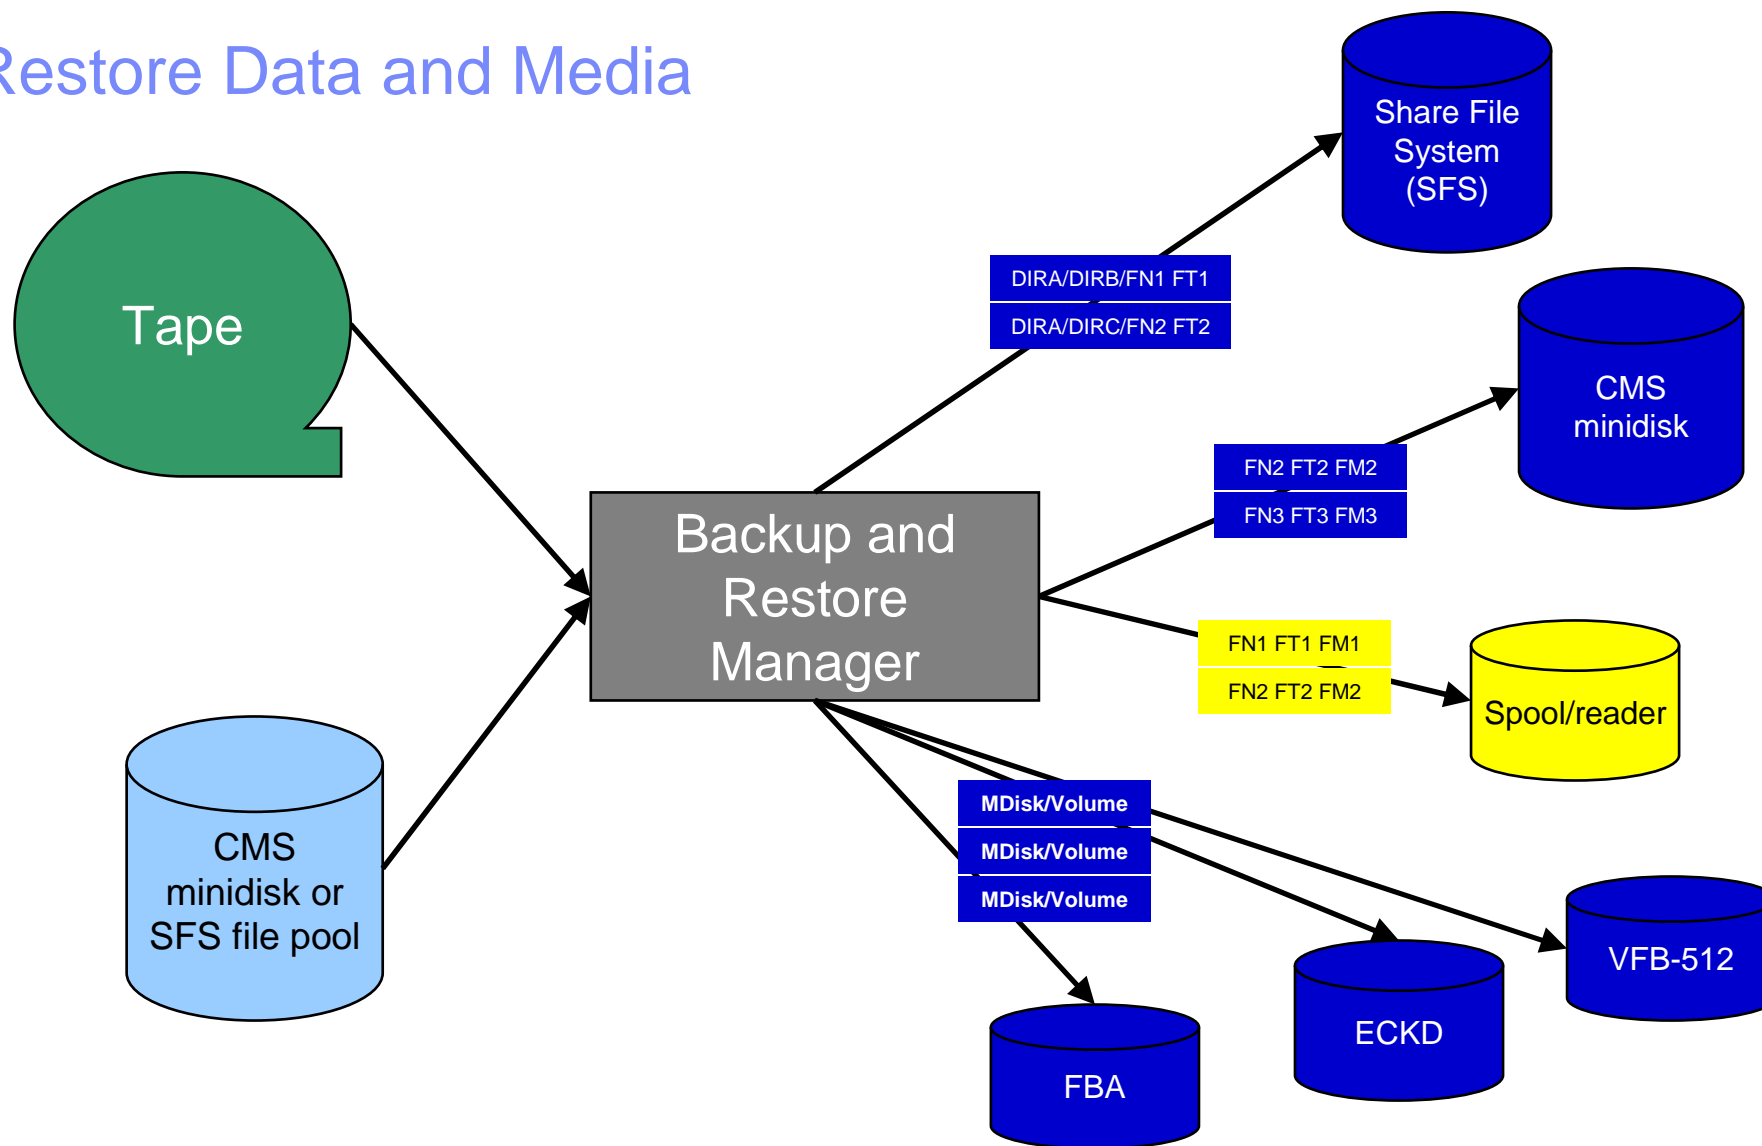 Restore Data and Media
Share File
System
(SFS)
Tape
DIRA/DIRB/FN1 FT1
DIRA/DIRC/FN2 FT2
CMS
minidisk
FN2 FT2 FM2
FN3 FT3 FM3
Backup and
Restore
Manager
FN1 FT1 FM1
FN2 FT2 FM2
Spool/reader
CMS
minidisk or
SFS file pool
MDisk/Volume
MDisk/Volume
MDisk/Volume
VFB-512
ECKD
FBA